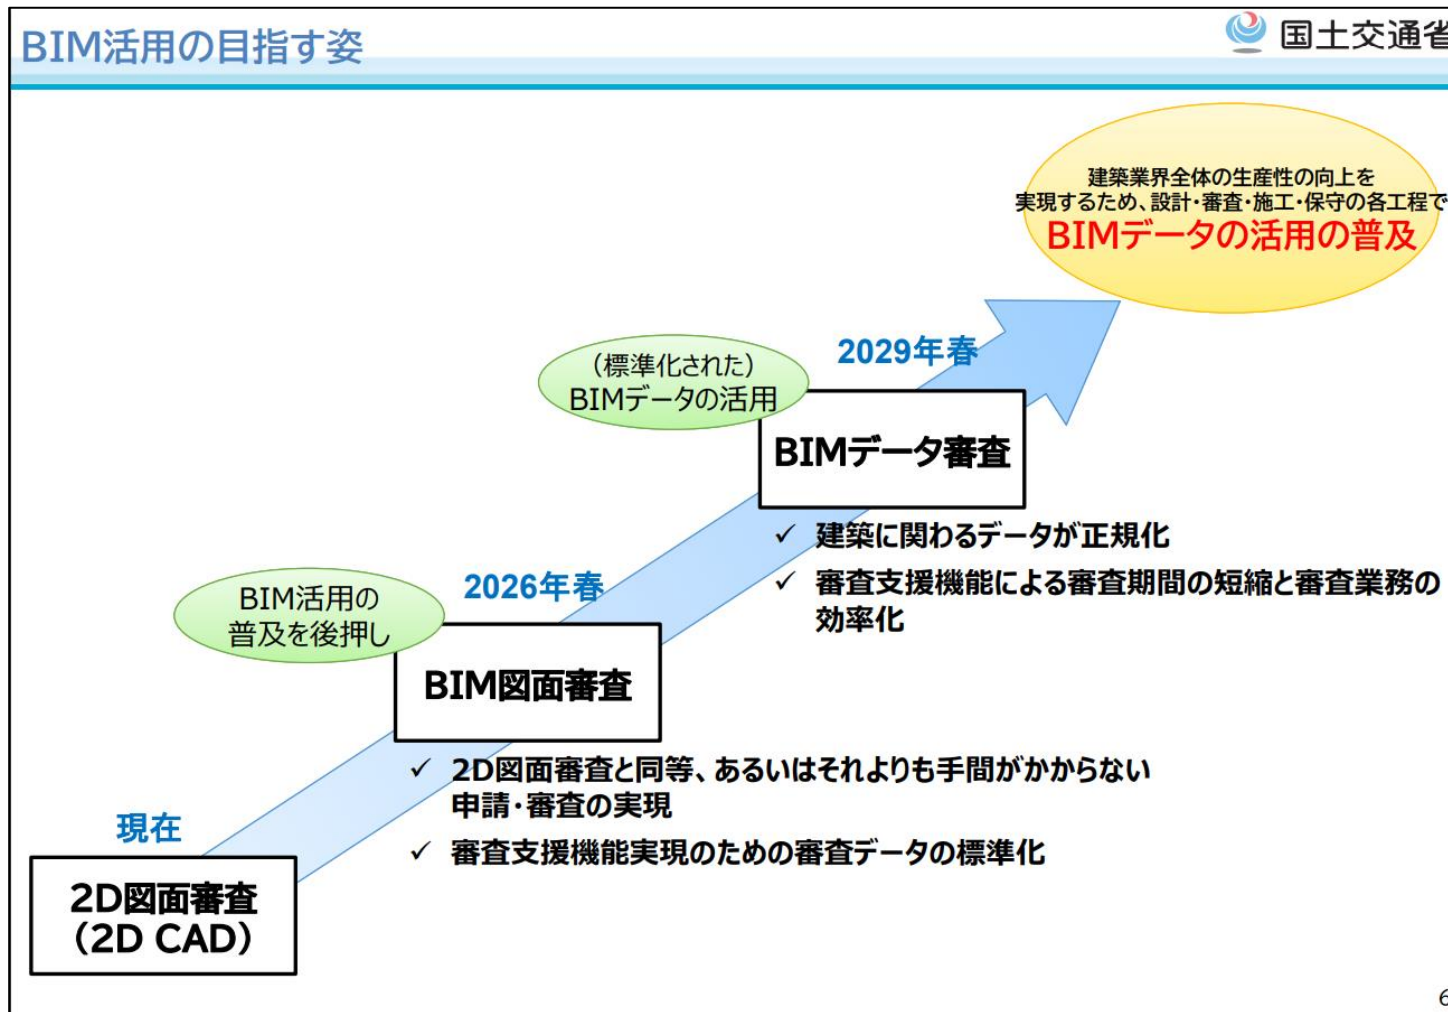 BIM活用の目指す姿
国土交通省
建築業界全体の生産性の向上を
実現するため、設計・審査・施工・保守の各工程で
BIMデータの活用の普及
2029年春
（標準化された）
BIMデータの活用
BIMデータ審査
✓ 建築に関わるデータが正規化
✓ 審査支援機能による審査期間の短縮と審査業務の
効率化
2026年春
BIM活用の
普及を後押し
BIM図面審査
✓ 2D図面審査と同等、あるいはそれよりも手間がかからない
申請・審査の実現
✓ 審査支援機能実現のための審査データの標準化
現在
2D図面審査
（2D CAD）
6